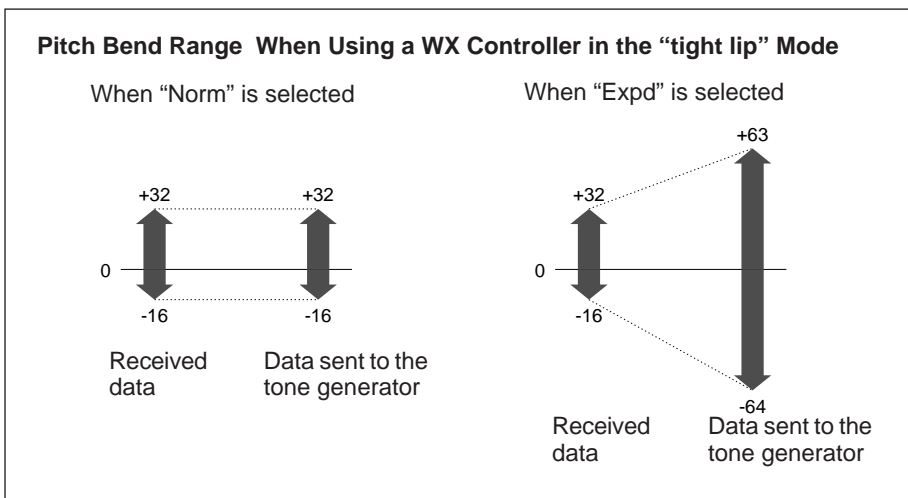 Pitch Bend Range When Using a WX Controller in the “tight lip” Mode
When “Norm” is selected
+32
+32
0
-16
-16
Received
data
Data sent to the
tone generator
When “Expd” is selected
+63
+32
0
-16
-64
Received
data
Data sent to the
tone generator